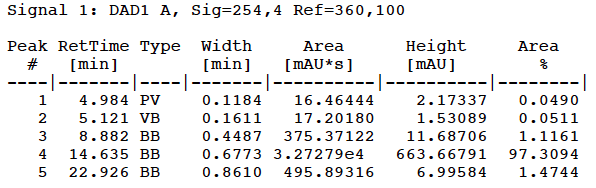 Signal 1: DAD1 A, Sig=254,4 Ref=360,100
Peak RetTime Type  Width     Area      Height     Area
  #   [min]        [min]   [mAU*s]     [mAU]        %
----|-------|----|-------|----------|----------|--------|
   1   4.984 PV    0.1184   16.46444    2.17337   0.0490
   2   5.121 VB    0.1611   17.20180    1.53089   0.0511
   3   8.882 BB    0.4487  375.37122   11.68706   1.1161
   4  14.635 BB    0.6773 3.27279e4   663.66791  97.3094
   5  22.926 BB    0.8610  495.89316    6.99584   1.4744